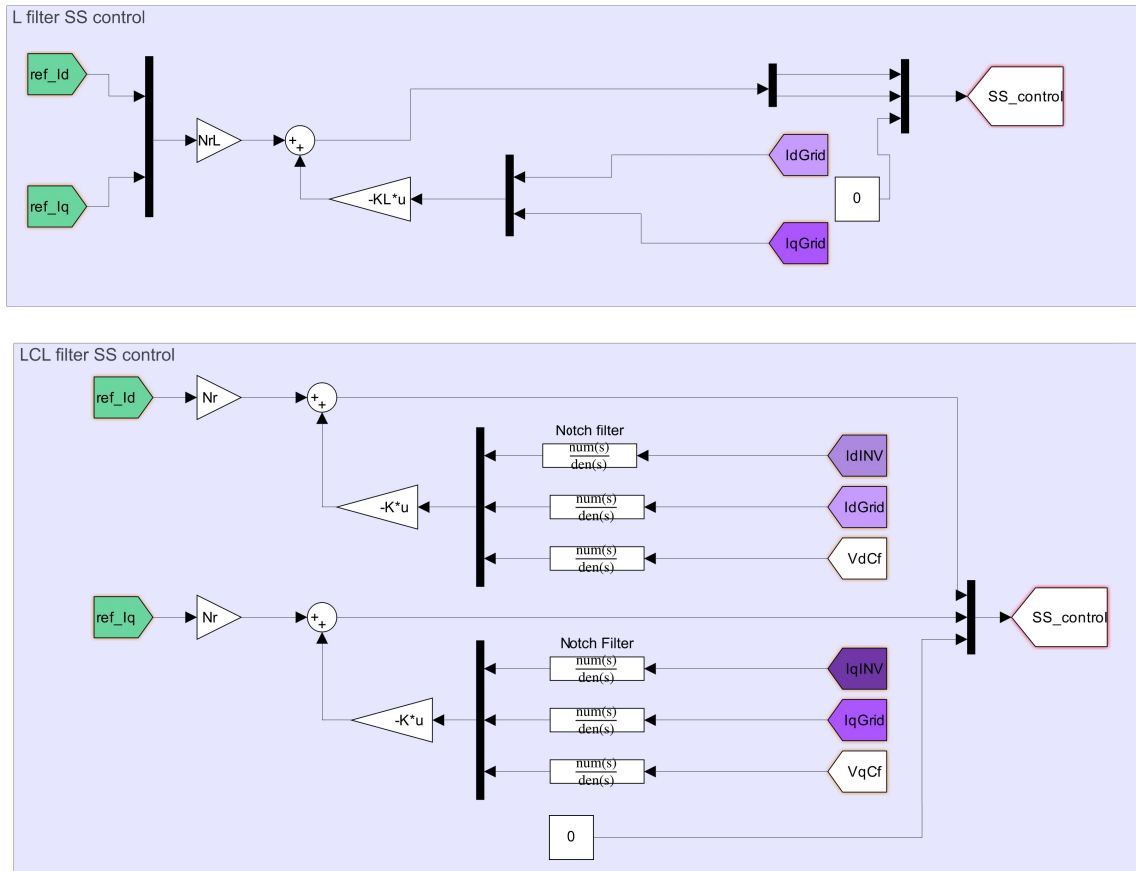 L filter SS control
ref_Id
NrL
SS_control
IdGrid
-KL*u
0
ref_Iq
IqGrid
LCL filter SS control
ref_Id
Nr
Notch filter
num(s)
den(s)
IdINV
-K*u
num(s)
den(s)
IdGrid
num(s)
den(s)
VdCf
ref_Iq
Nr
SS_control
Notch Filter
num(s)
den(s)
IqINV
-K*u
num(s)
den(s)
IqGrid
num(s)
den(s)
VqCf
0